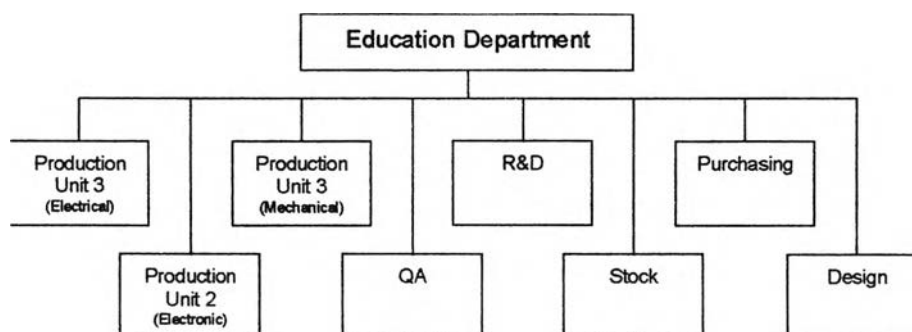 Education Department
Production
Unit 3
(Electrical)
Production
Unit 3
(Mechanical)
R&D
Purchasing
Production
Unit 2
(Electronic)
QA
Stock
Design